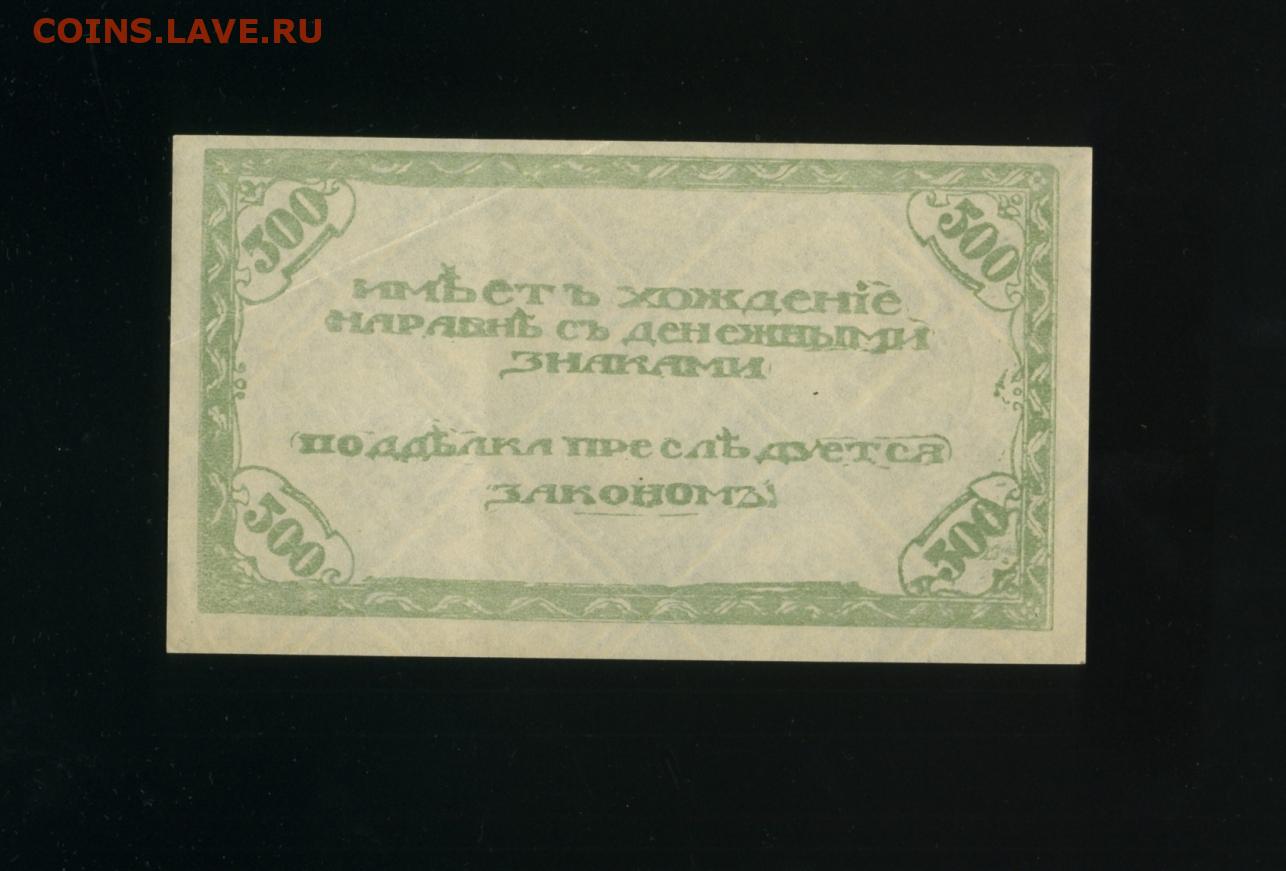 COINS.LAVE.RU
500 500
имѣетъ хожденіе
наравнѣ съ денежными
знаками
поддѣлка преслѣдуется
закономъ
500 500